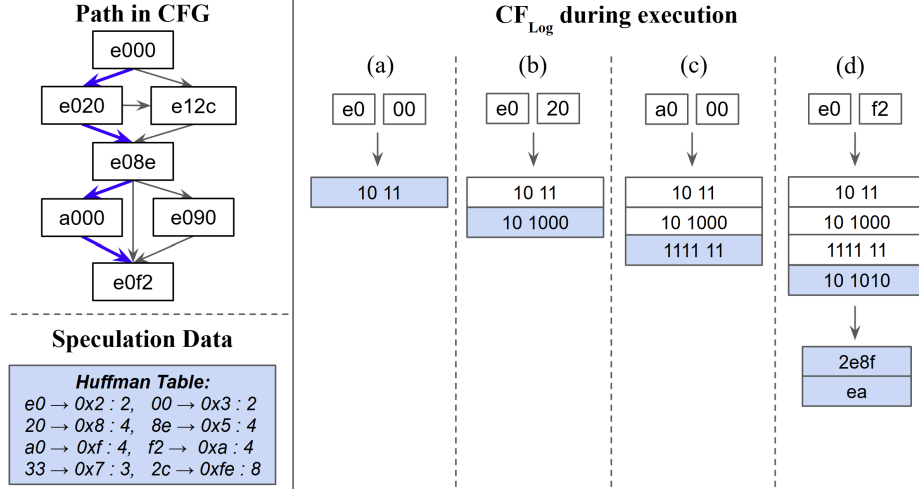 Path in CFG
e000
e020
e12c
e08e
a000
e090
e0f2
Speculation Data
Huffman Table:
e0 → 0x2 : 2, 00 → 0x3 : 2
20 → 0x8 : 4, 8e → 0x5 : 4
a0 → 0xf : 4, f2 → 0xa : 4
33 → 0x7 : 3, 2c → 0xfe : 8
CFLog during execution
(a)
e0 00
10 11
(b)
e0 20
10 11
10 1000
(c)
a0 00
10 11
10 1000
1111 11
(d)
e0 f2
10 11
10 1000
1111 11
10 1010
2e8f
ea